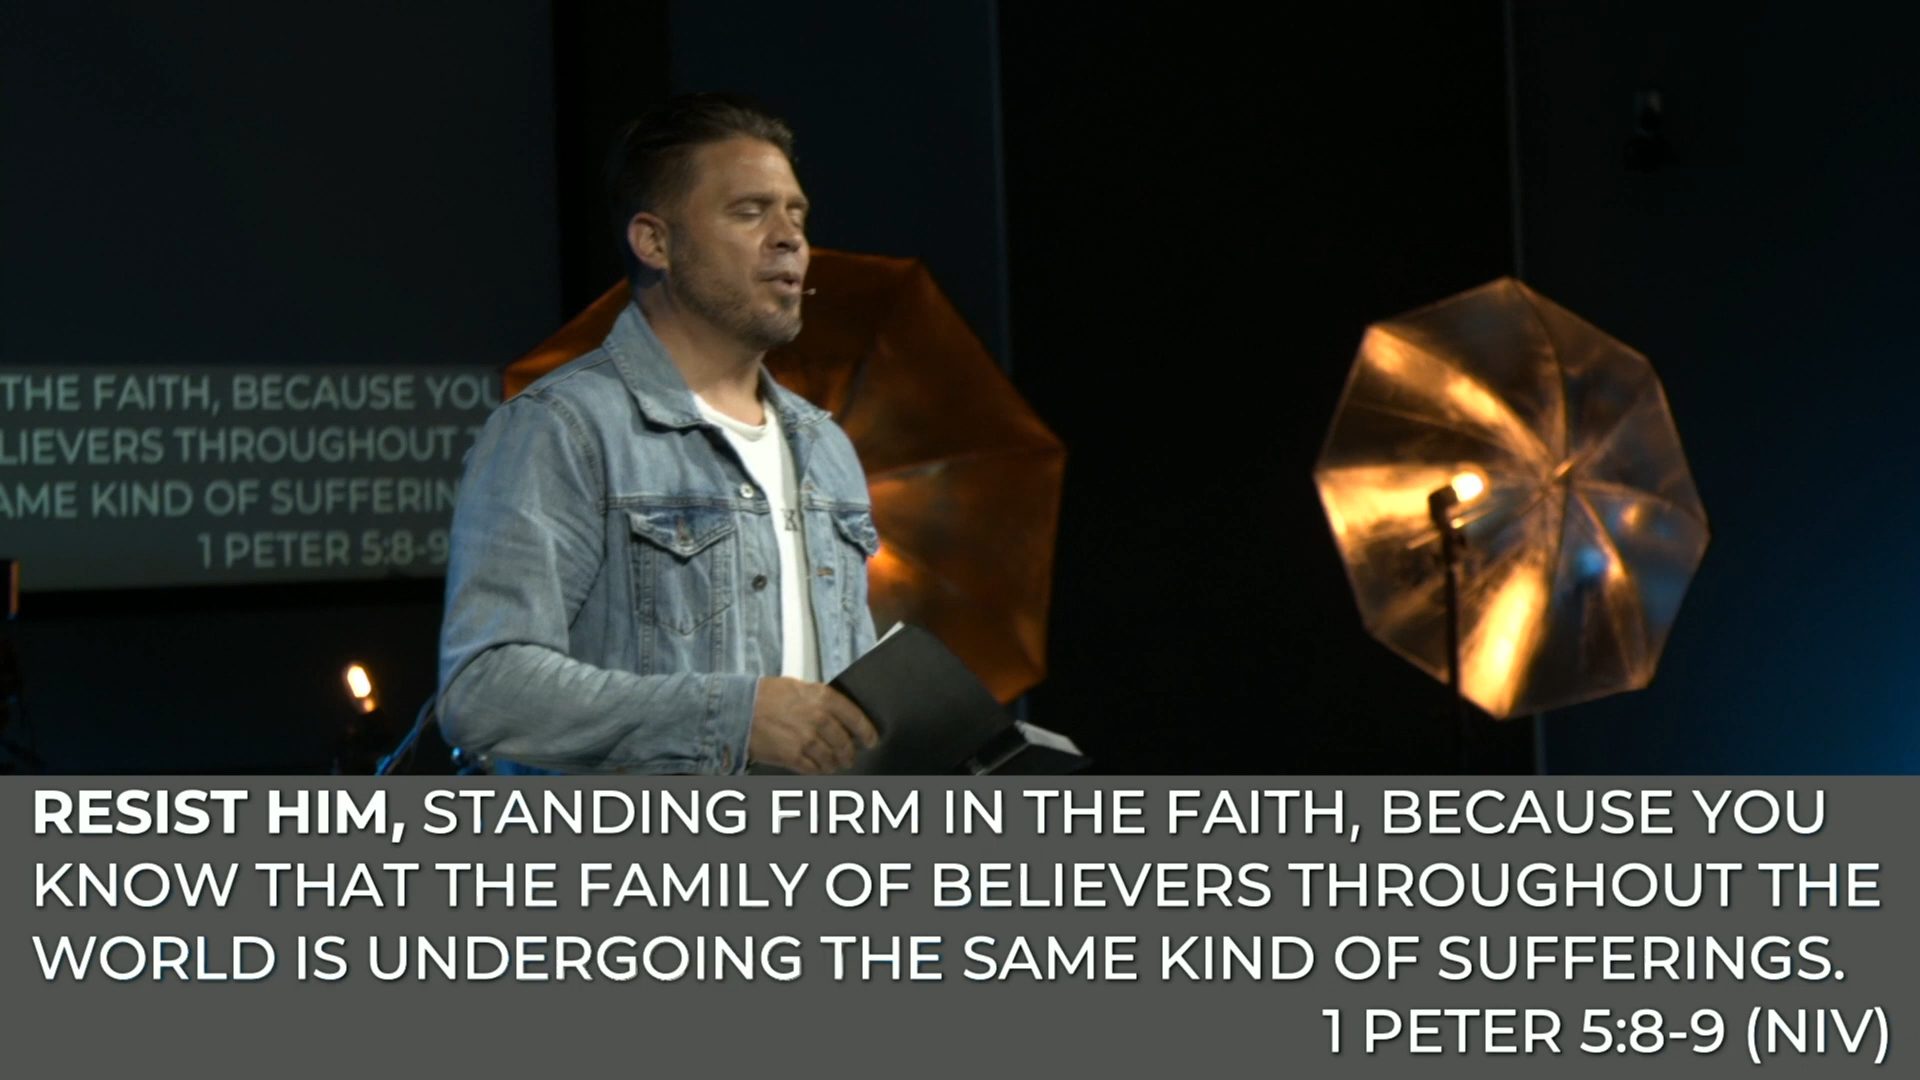 THE FAITH, BECAUSE YOU
LIEVERS THROUGHOUT
AME KIND OF SUFFERIN
1 PETER 5:8-9
K
RESIST HIM, STANDING FIRM IN THE FAITH, BECAUSE YOU
KNOW THAT THE FAMILY OF BELIEVERS THROUGHOUT THE
WORLD IS UNDERGOING THE SAME KIND OF SUFFERINGS.
1 PETER 5:8-9 (NIV)